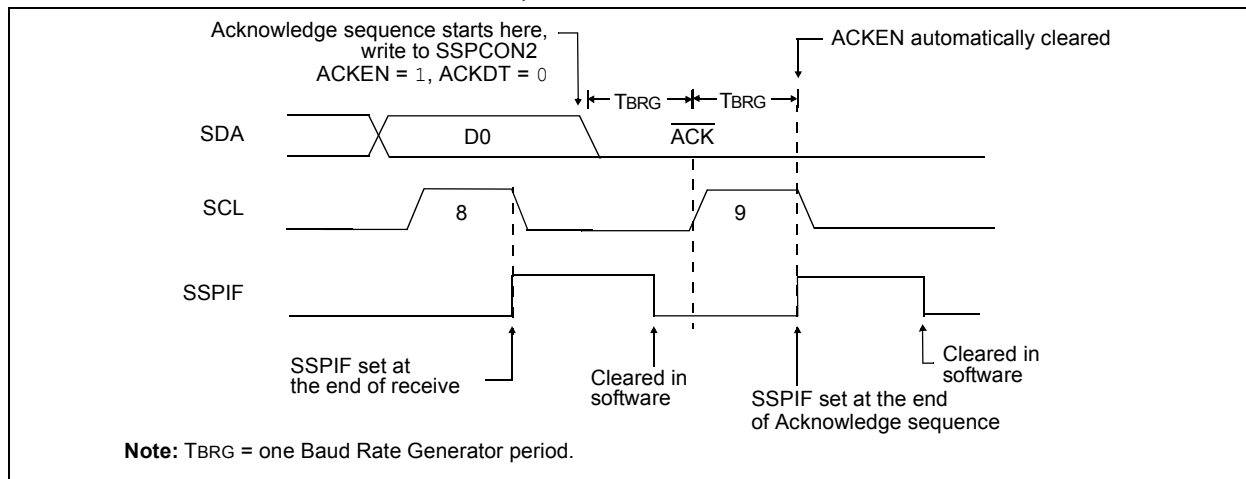 Acknowledge sequence starts here,
write to SSPCON2
ACKEN = 1, ACKDT = 0
ACKEN automatically cleared
TBRG
TBRG
SDA
D0
ACK
SCL
8
9
SSPIF
SSPIF set at
the end of receive
Cleared in
software
SSPIF set at the end
of Acknowledge sequence
Cleared in
software
Note: TBRG = one Baud Rate Generator period.